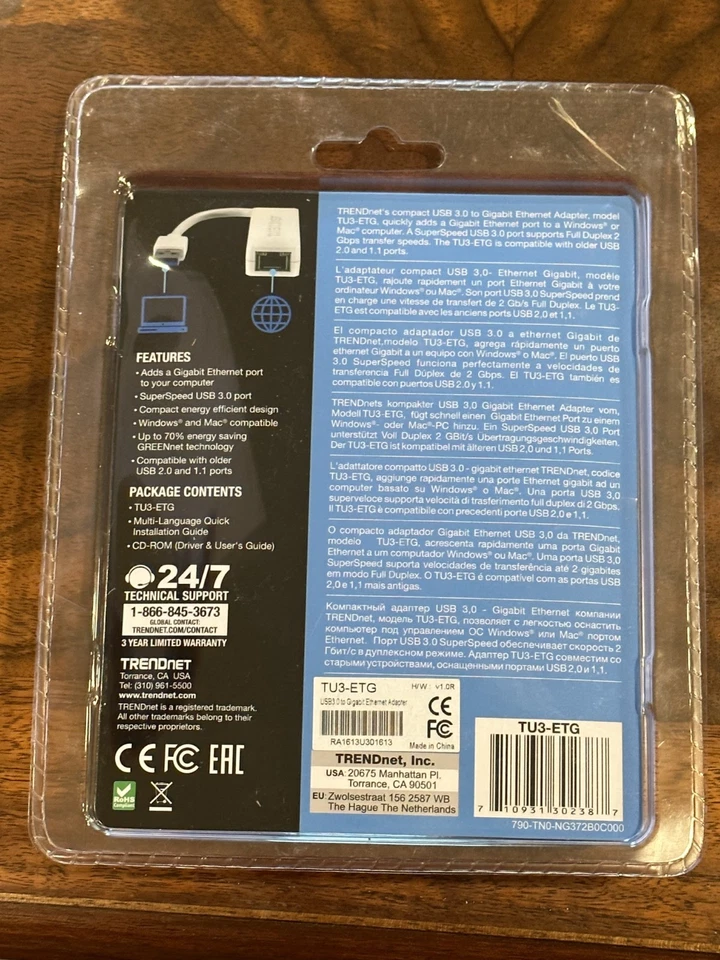 FEATURES
• Adds a Gigabit Ethernet port
to your computer
• SuperSpeed USB 3.0 port
• Compact energy efficient design
• Windows® and Mac® compatible
• Up to 70% energy saving
GREENnet technology
• Compatible with older
USB 2.0 and 1.1 ports
PACKAGE CONTENTS
• TU3-ETG
• Multi-Language Quick
Installation Guide
• CD-ROM (Driver & User's Guide)
24/7
TECHNICAL SUPPORT
1-866-845-3673
GLOBAL CONTACT:
TRENDNET.COM/CONTACT
3 YEAR LIMITED WARRANTY
TRENDNET
Torrance, CA USA
Tel: (310) 961-5500
www.trendnet.com
TRENDnet is a registered trademark.
All other trademarks belong to their
respective proprietors.
CE FC EAC
RoHS
Compliant
TRENDnet's compact USB 3.0 to Gigabit Ethernet Adapter, model
TU3-ETG, quickly adds a Gigabit Ethernet port to a Windows® or
Mac® computer. A SuperSpeed USB 3.0 port supports Full Duplex 2
Gbps transfer speeds. The TU3-ETG is compatible with older USB
2.0 and 1.1 ports.
L'adaptateur compact USB 3,0- Ethernet Gigabit, modèle
TU3-ETG, rajoute rapidement un port Ethernet Gigabit à votre
ordinateur Windows® ou Mac®. Son port USB 3,0 SuperSpeed prend
en charge une vitesse de transfert de 2 Gb/s Full Duplex. Le TU3-
ETG est compatible avec les anciens ports USB 2,0 et 1,1.
El compacto adaptador USB 3.0 a ethernet Gigabit de
TRENDnet,modelo TU3-ETG, agrega rápidamente un puerto
ethernet Gigabit a un equipo con Windows® o Mac®. El puerto USB
3.0 SuperSpeed funciona perfectamente a velocidades de
transferencia Full Dúplex de 2 Gbps. El TU3-ETG también es
compatible con puertos USB 2.0 y 1.1.
TRENDnets kompakter USB 3,0 Gigabit Ethernet Adapter vom,
Modell TU3-ETG, fügt schnell einen Gigabit Ethernet Port zu einem
Windows®- oder Mac®-PC hinzu. Ein SuperSpeed USB 3,0 Port
unterstützt Voll Duplex 2 GBit/s Übertragungsgeschwindigkeiten.
Der TU3-ETG ist kompatibel mit älteren USB 2,0 und 1,1 Ports.
L'adattatore compatto USB 3.0 - gigabit ethernet TRENDnet, codice
TU3-ETG, aggiunge rapidamente una porta Ethernet gigabit ad un
computer basato su Windows® o Mac®. Una porta USB 3,0
superveloce supporta velocità di trasferimento full duplex di 2 Gbps.
Il TU3-ETG è compatibile con precedenti porte USB 2,0 e 1,1.
O compacto adaptador Gigabit Ethernet USB 3,0 da TRENDnet,
modelo TU3-ETG, acrescenta rapidamente uma porta Gigabit
Ethernet a um computador Windows® ou Mac®. Uma porta USB 3,0
SuperSpeed suporta velocidades de transferência até 2 gigabites
em modo Full Duplex. O TU3-ETG é compatível com as portas USB
2,0 e 1,1 mais antigas.
Компактный адаптер USB 3,0 - Gigabit Ethernet компании
TRENDnet, модель TU3-ETG, позволяет с легкостью оснастить
компьютер под управлением ОС Windows® или Mac® портом
Ethernet. Порт USB 3.0 SuperSpeed обеспечивает скорость 2
Гбит/с в дуплексном режиме. Адаптер TU3-ETG совместим со
старыми устройствами, оснащенными портами USB 2,0 и 1,1.
TU3-ETG H/W : v1.0R
USB3.0 to Gigabit Ethernet Adapter
CE
FC
RA1613U301613
Made in China
TRENDnet, Inc.
USA: 20675 Manhattan Pl.
Torrance, CA 90501
EU: Zwolsestraat 156 2587 WB
The Hague The Netherlands
TU3-ETG
7 10931 30238 7
790-TN0-NG372B0C000